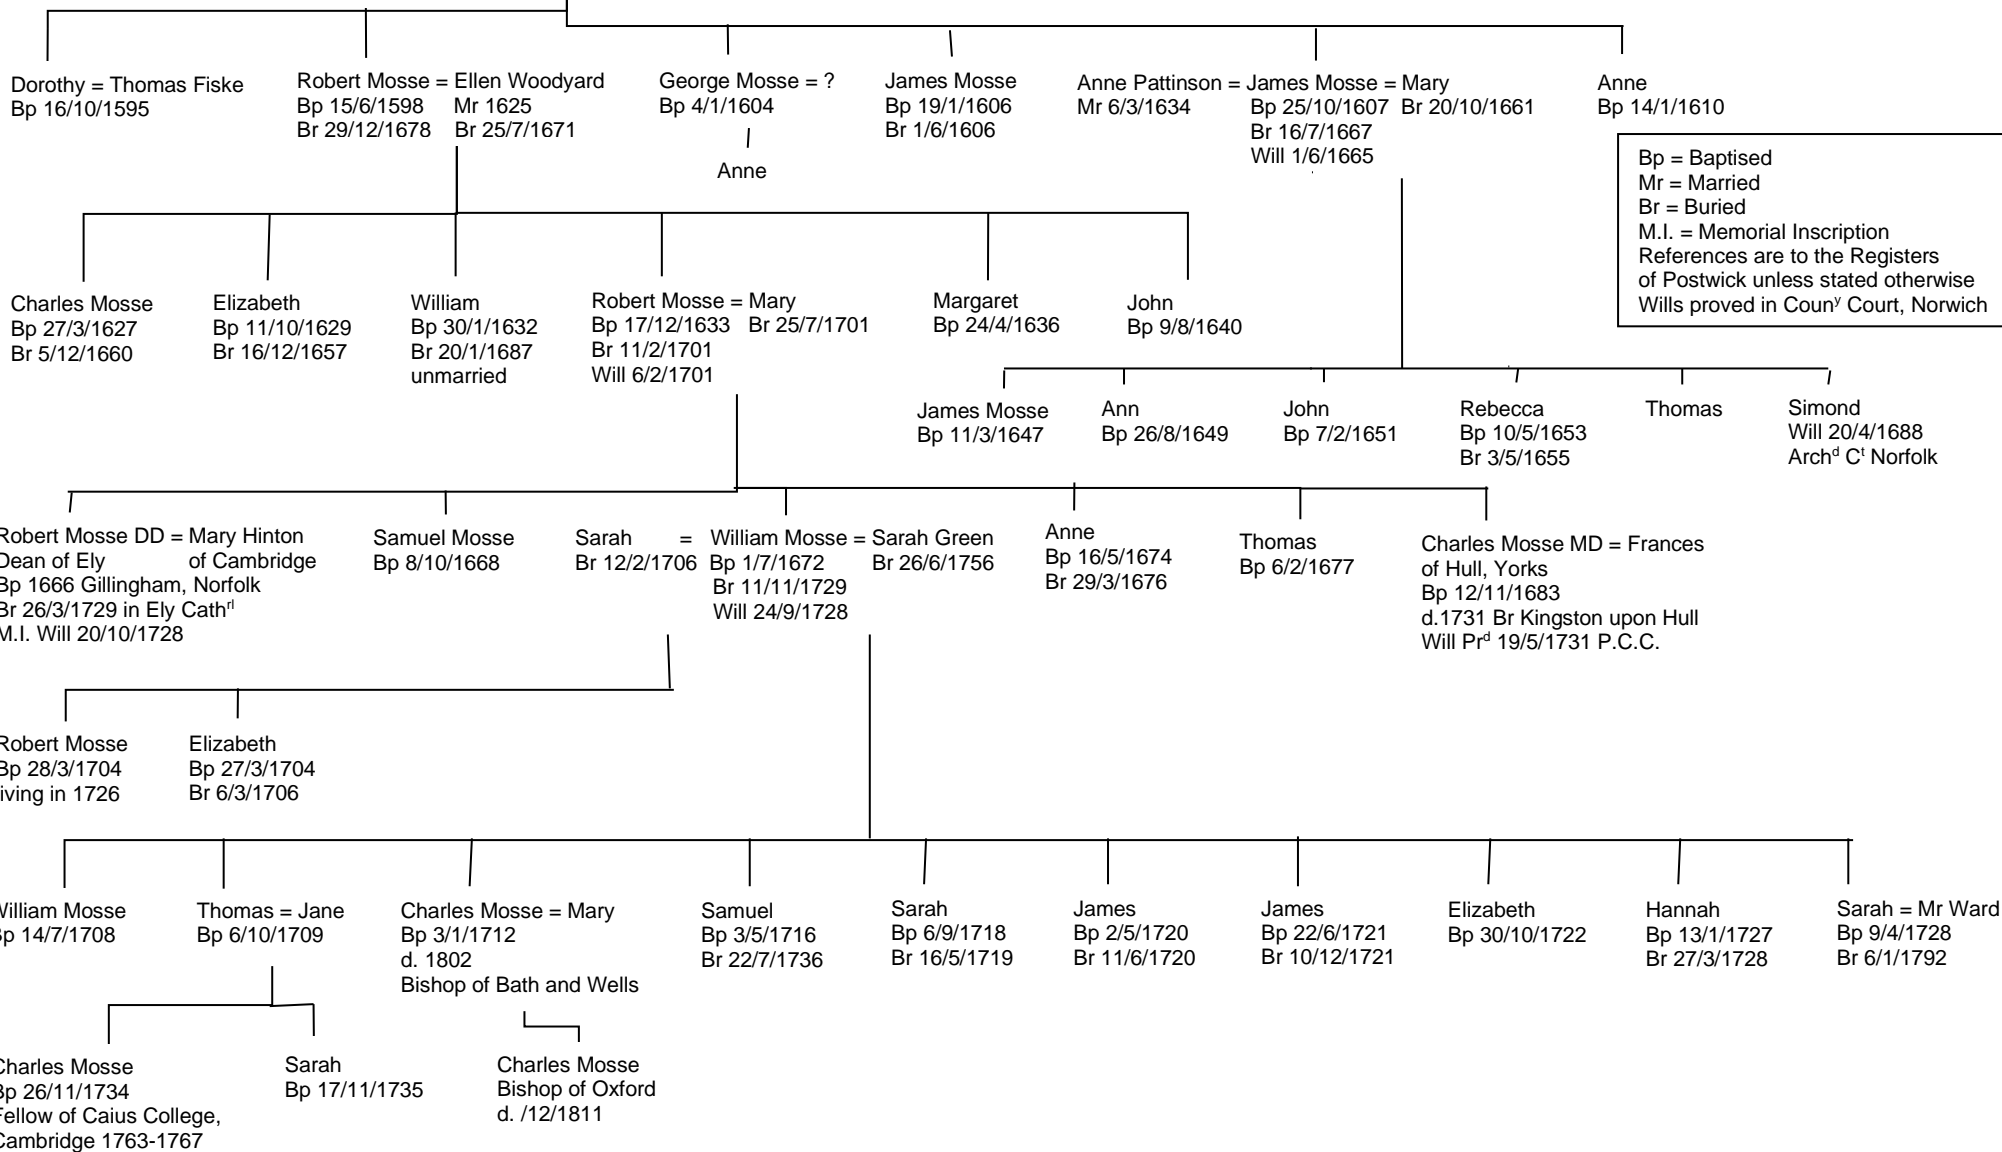 Dorothy = Thomas Fiske
Bp 16/10/1595
Robert Mosse = Ellen Woodyard
Bp 15/6/1598 Mr 1625
Br 29/12/1678 Br 25/7/1671
George Mosse = ?
Bp 4/1/1604
Anne
James Mosse
Bp 19/1/1606
Br 1/6/1606
Anne Pattinson = James Mosse = Mary
Mr 6/3/1634 Bp 25/10/1607 Br 20/10/1661
Br 16/7/1667
Will 1/6/1665
Anne
Bp 14/1/1610
Bp = Baptised
Mr = Married
Br = Buried
M.I. = Memorial Inscription
References are to the Registers
of Postwick unless stated otherwise
Wills proved in Counʸ Court, Norwich
Charles Mosse
Bp 27/3/1627
Br 5/12/1660
Elizabeth
Bp 11/10/1629
Br 16/12/1657
William
Bp 30/1/1632
Br 20/1/1687
unmarried
Robert Mosse = Mary
Bp 17/12/1633 Br 25/7/1701
Br 11/2/1701
Will 6/2/1701
Margaret
Bp 24/4/1636
John
Bp 9/8/1640
James Mosse
Bp 11/3/1647
Ann
Bp 26/8/1649
John
Bp 7/2/1651
Rebecca
Bp 10/5/1653
Br 3/5/1655
Thomas
Simond
Will 20/4/1688
Archᵈ Cᵗ Norfolk
Robert Mosse DD = Mary Hinton
Dean of Ely of Cambridge
Bp 1666 Gillingham, Norfolk
Br 26/3/1729 in Ely Cathʳˡ
M.I. Will 20/10/1728
Samuel Mosse
Bp 8/10/1668
Sarah = William Mosse = Sarah Green
Br 12/2/1706 Bp 1/7/1672 Br 26/6/1756
Br 11/11/1729
Will 24/9/1728
Anne
Bp 16/5/1674
Br 29/3/1676
Thomas
Bp 6/2/1677
Charles Mosse MD = Frances
of Hull, Yorks
Bp 12/11/1683
d.1731 Br Kingston upon Hull
Will Prᵈ 19/5/1731 P.C.C.
Robert Mosse
Bp 28/3/1704
living in 1726
Elizabeth
Bp 27/3/1704
Br 6/3/1706
William Mosse
Bp 14/7/1708
Thomas = Jane
Bp 6/10/1709
Charles Mosse = Mary
Bp 3/1/1712
d. 1802
Bishop of Bath and Wells
Samuel
Bp 3/5/1716
Br 22/7/1736
Sarah
Bp 6/9/1718
Br 16/5/1719
James
Bp 2/5/1720
Br 11/6/1720
James
Bp 22/6/1721
Br 10/12/1721
Elizabeth
Bp 30/10/1722
Hannah
Bp 13/1/1727
Br 27/3/1728
Sarah = Mr Ward
Bp 9/4/1728
Br 6/1/1792
Charles Mosse
Bp 26/11/1734
Fellow of Caius College,
Cambridge 1763-1767
Sarah
Bp 17/11/1735
Charles Mosse
Bishop of Oxford
d. /12/1811